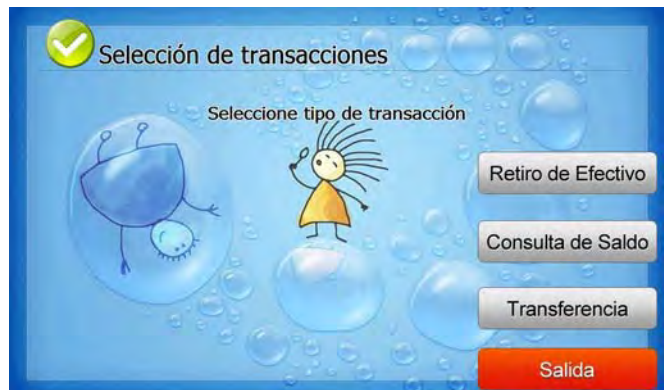 Selección de transacciones
Seleccione tipo de transacción
Retiro de Efectivo
Consulta de Saldo
Transferencia
Salida